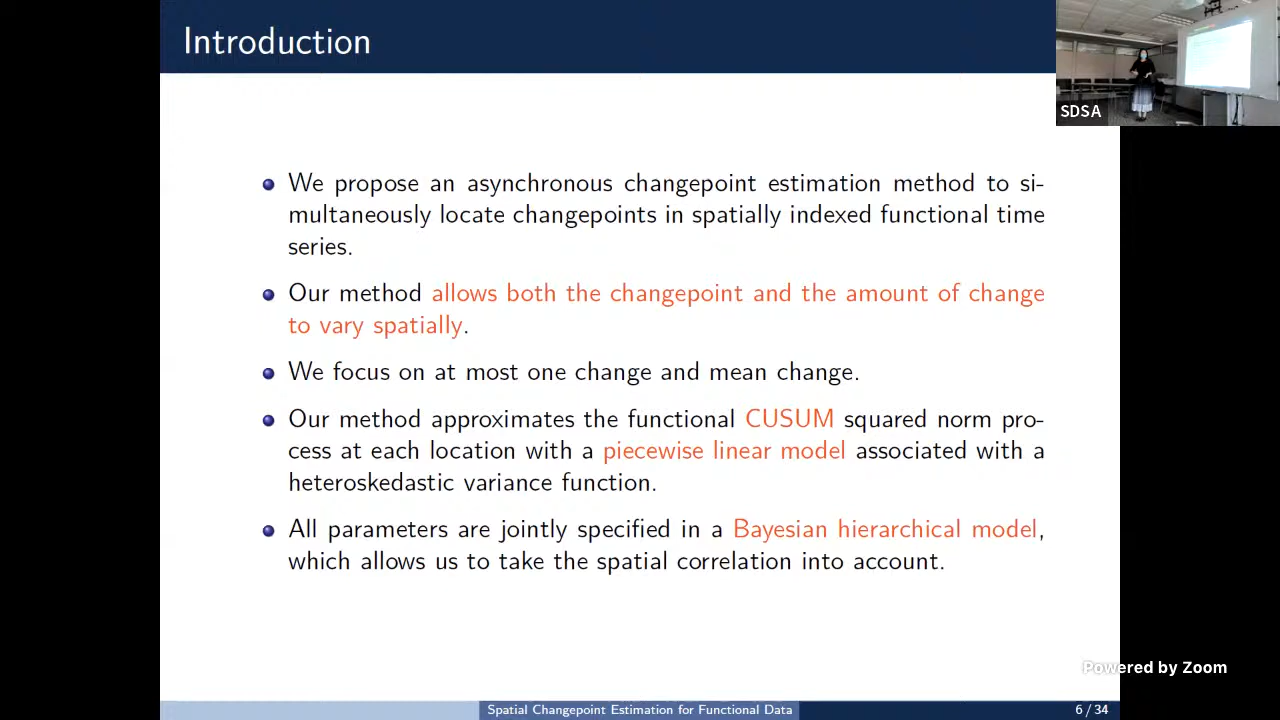 Introduction
SDSA
We propose an asynchronous changepoint estimation method to si-
multaneously locate changepoints in spatially indexed functional time
series.
Our method allows both the changepoint and the amount of change
to vary spatially.
We focus on at most one change and mean change.
Our method approximates the functional CUSUM squared norm pro-
cess at each location with a piecewise linear model associated with a
heteroskedastic variance function.
All parameters are jointly specified in a Bayesian hierarchical model,
which allows us to take the spatial correlation into account.
Powered by Zoom
Spatial Changepoint Estimation for Functional Data
6 / 34